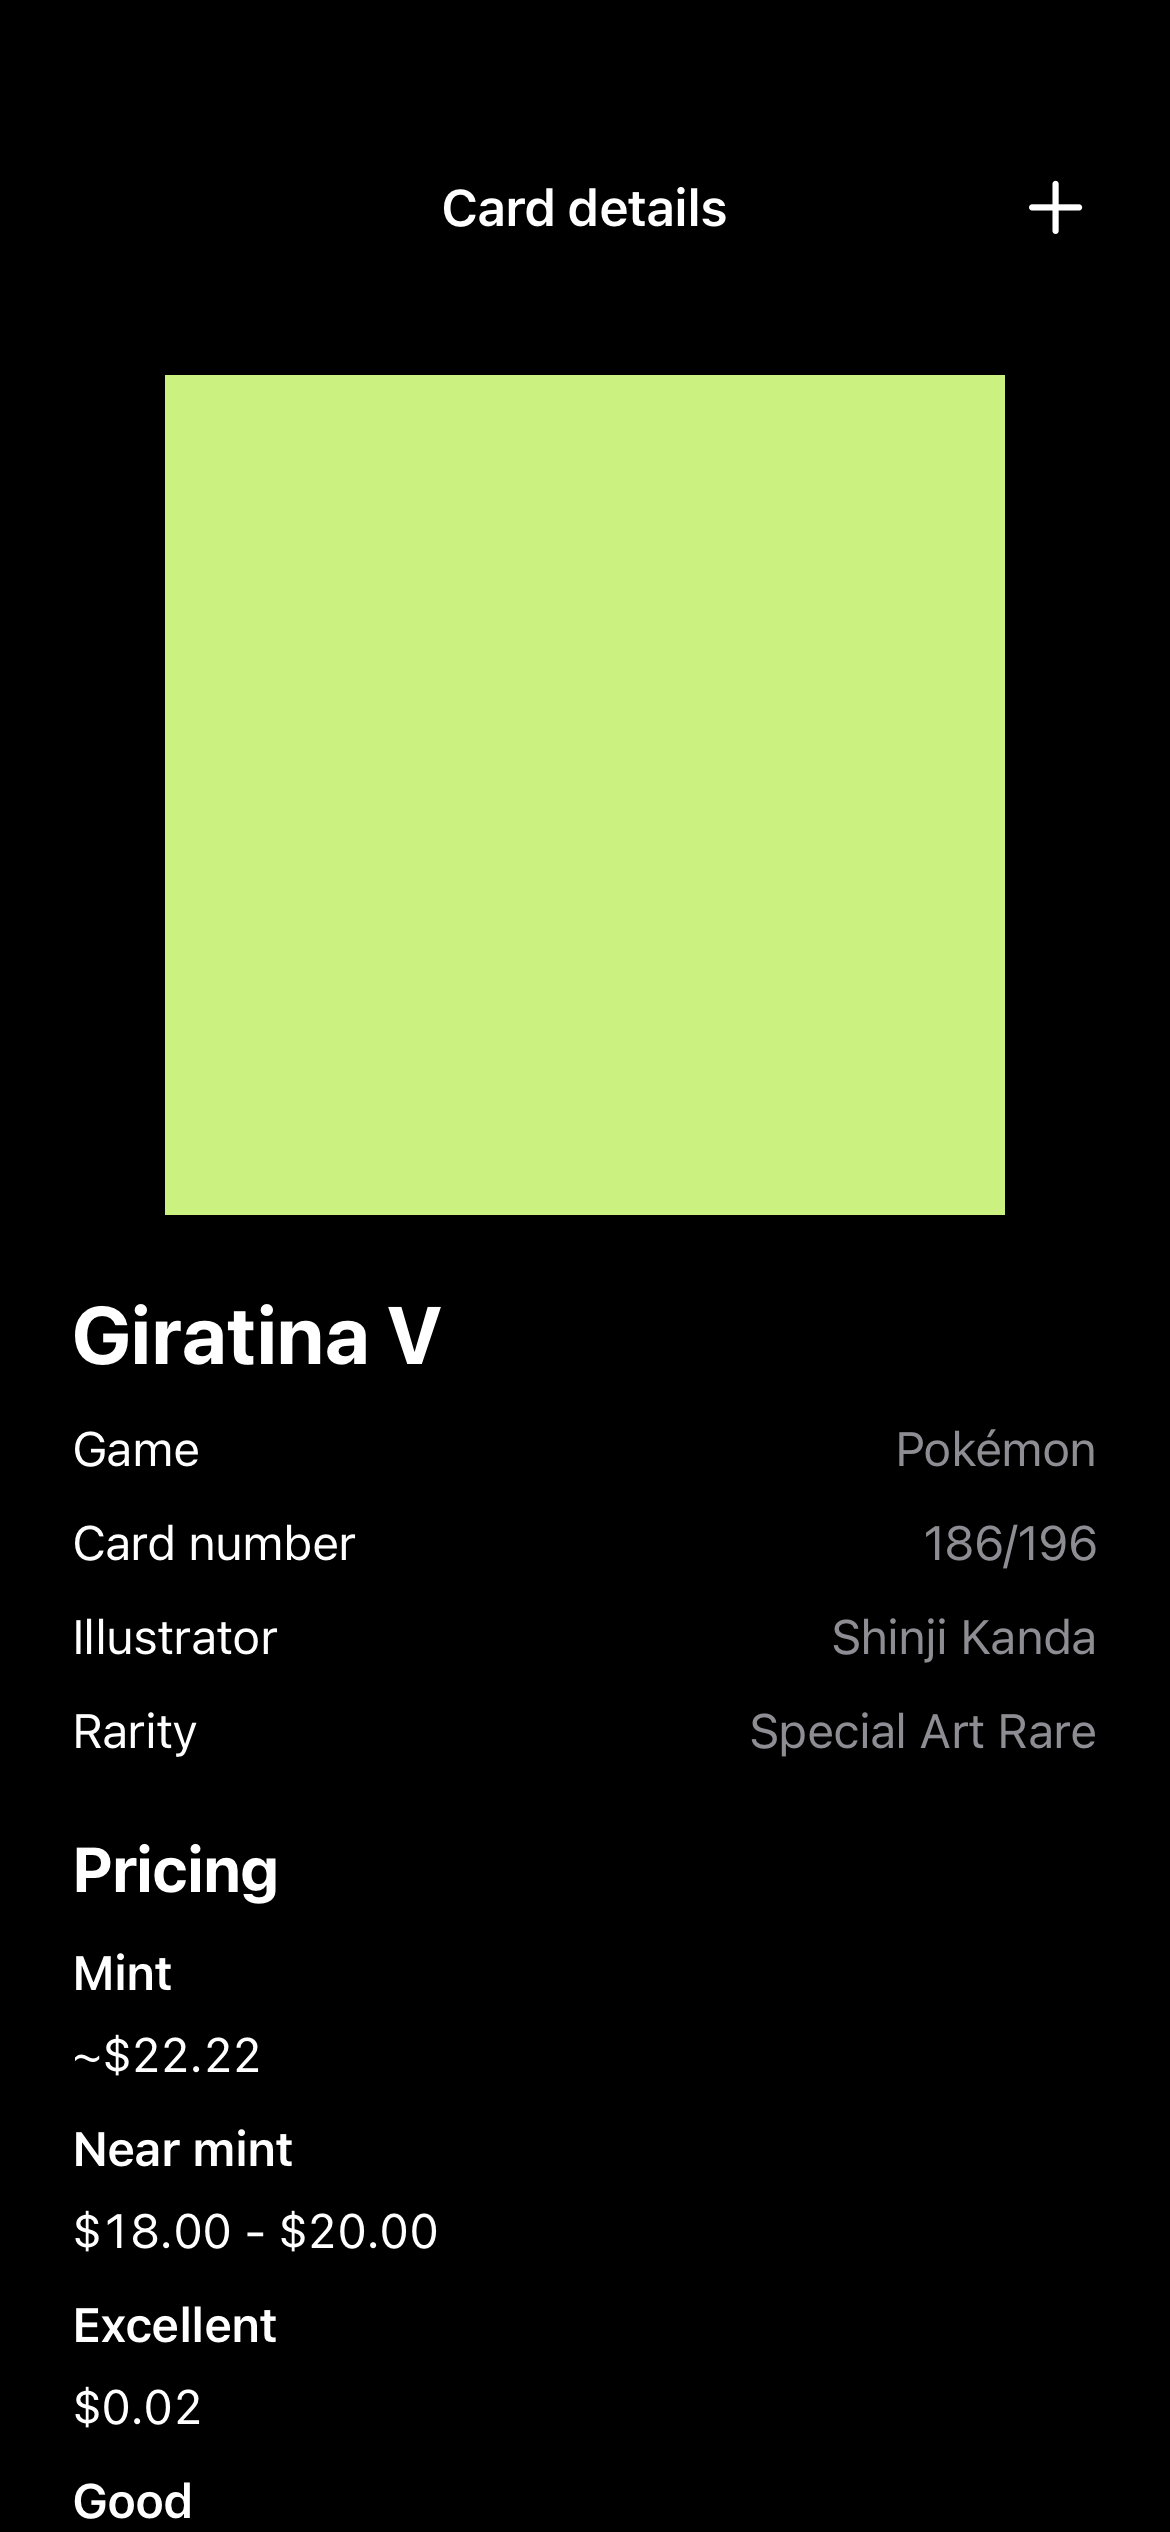 Card details
Giratina V
Game Pokémon
Card number 186/196
Illustrator Shinji Kanda
Rarity Special Art Rare
Pricing
Mint
~$22.22
Near mint
$18.00 - $20.00
Excellent
$0.02
Good